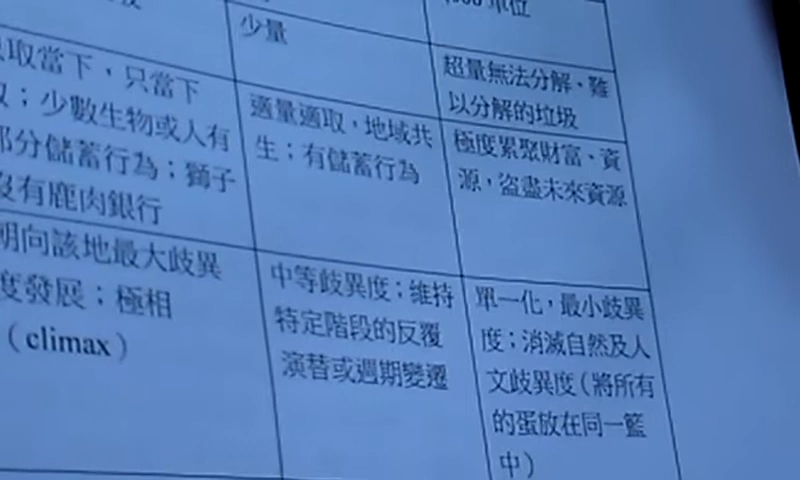 單位
少量
超量無法分解、難
以分解的垃圾
取當下，只當下
；少數生物或人有
部分儲蓄行為；獅子
沒有鹿肉銀行
適量適取，地域共
生；有儲蓄行為
極度累聚財富、資
源，盜盡未來資源
朝向該地最大歧異
度發展；極相
（climax）
中等歧異度；維持
特定階段的反覆
演替或週期變遷
單一化，最小歧異
度；消滅自然及人
文歧異度（將所有
的蛋放在同一籃
中）